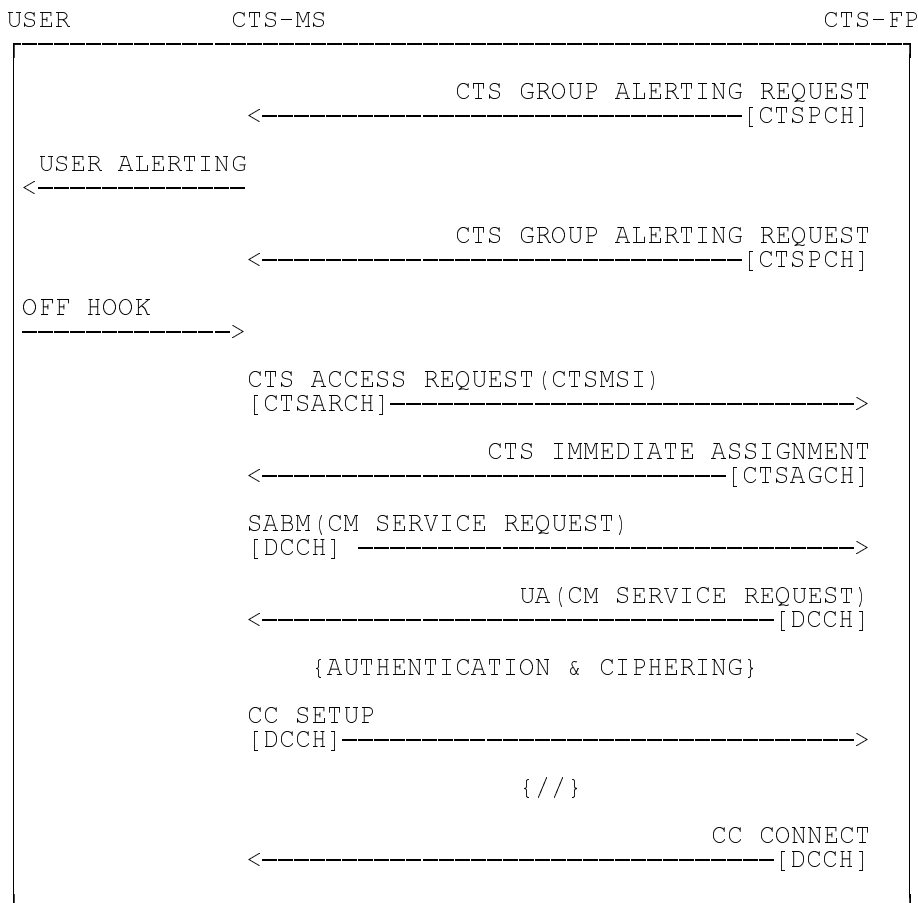 USER CTS-MS CTS-FP
CTS GROUP ALERTING REQUEST
<------------------------------[CTSPCH]
USER ALERTING
<-------------
CTS GROUP ALERTING REQUEST
<------------------------------[CTSPCH]
OFF HOOK
------------->
CTS ACCESS REQUEST(CTSMSI)
[CTSARCH]----------------------------->
CTS IMMEDIATE ASSIGNMENT
<-----------------------------[CTSAGCH]
SABM(CM SERVICE REQUEST)
[DCCH] ------------------------------->
UA(CM SERVICE REQUEST)
<--------------------------------[DCCH]
{AUTHENTICATION & CIPHERING}
CC SETUP
[DCCH]-------------------------------->
{//}
CC CONNECT
<--------------------------------[DCCH]